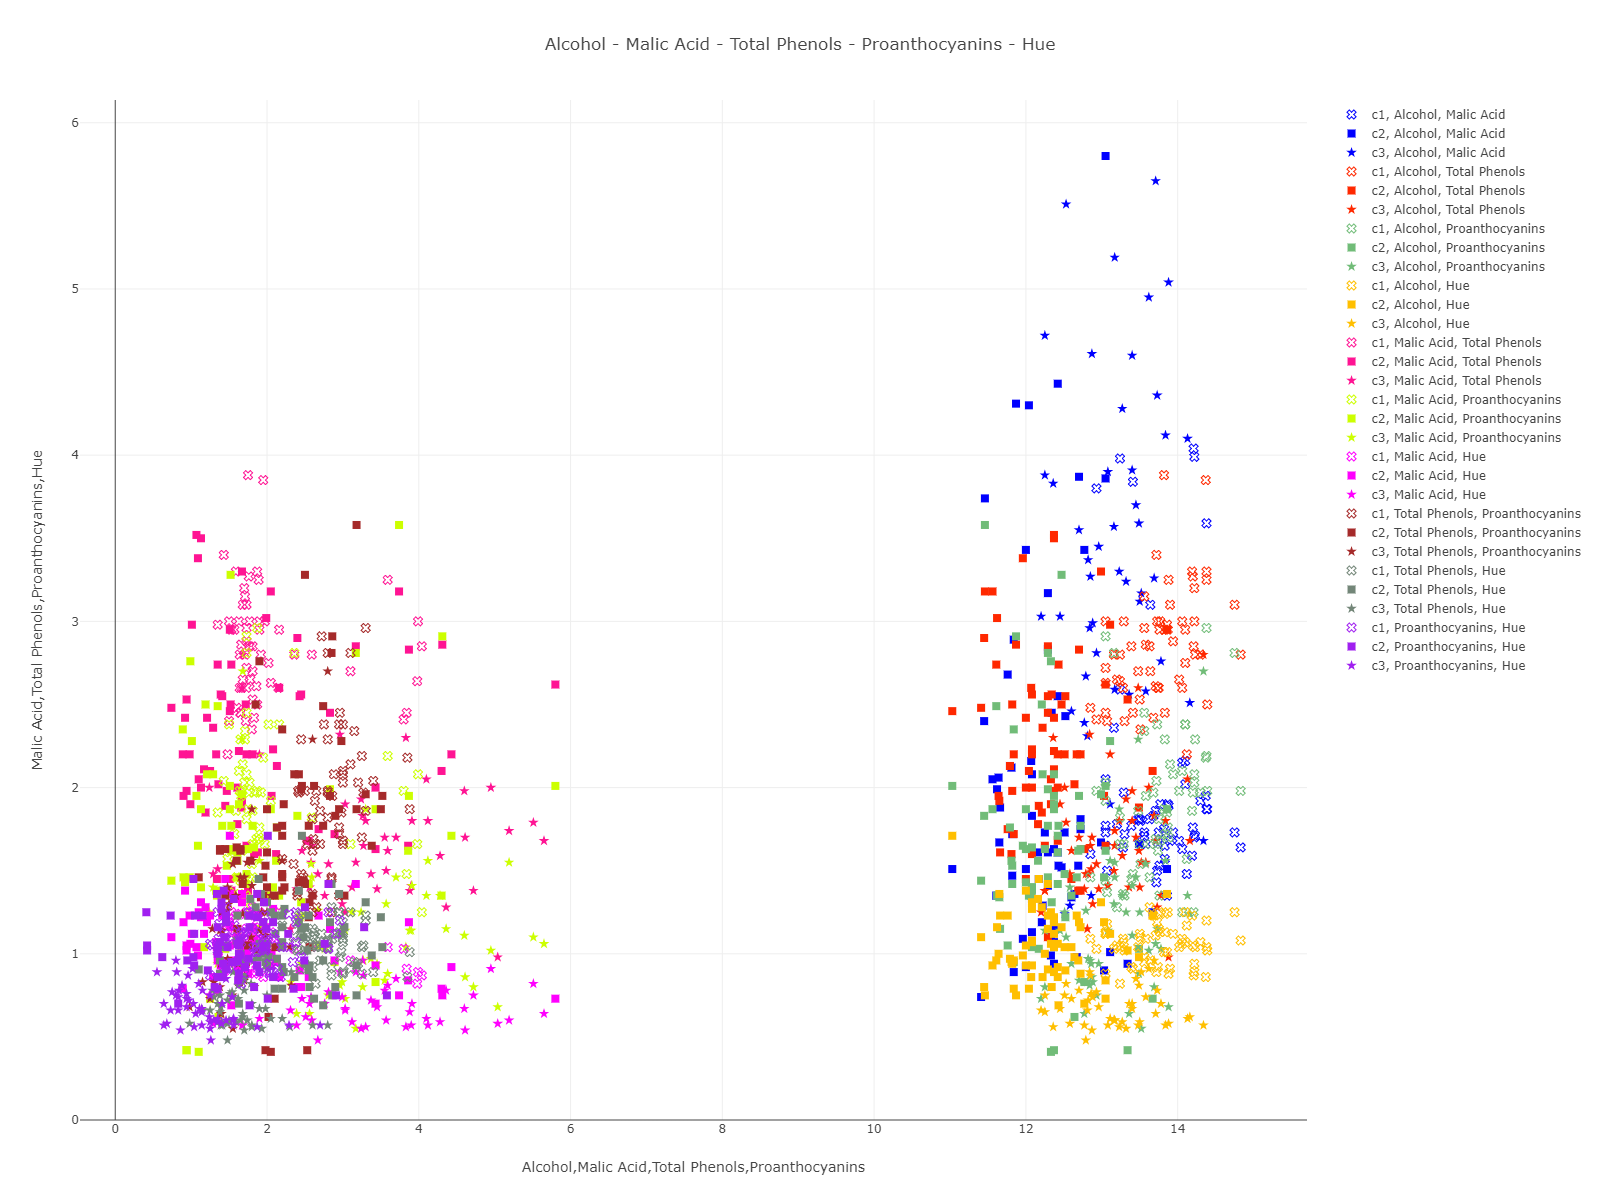 Alcohol - Malic Acid - Total Phenols - Proanthocyanins - Hue
6
5
4
3
2
1
0
0 2 4 6 8 10 12 14
Malic Acid,Total Phenols,Proanthocyanins,Hue
Alcohol,Malic Acid,Total Phenols,Proanthocyanins
c1, Alcohol, Malic Acid
c2, Alcohol, Malic Acid
c3, Alcohol, Malic Acid
c1, Alcohol, Total Phenols
c2, Alcohol, Total Phenols
c3, Alcohol, Total Phenols
c1, Alcohol, Proanthocyanins
c2, Alcohol, Proanthocyanins
c3, Alcohol, Proanthocyanins
c1, Alcohol, Hue
c2, Alcohol, Hue
c3, Alcohol, Hue
c1, Malic Acid, Total Phenols
c2, Malic Acid, Total Phenols
c3, Malic Acid, Total Phenols
c1, Malic Acid, Proanthocyanins
c2, Malic Acid, Proanthocyanins
c3, Malic Acid, Proanthocyanins
c1, Malic Acid, Hue
c2, Malic Acid, Hue
c3, Malic Acid, Hue
c1, Total Phenols, Proanthocyanins
c2, Total Phenols, Proanthocyanins
c3, Total Phenols, Proanthocyanins
c1, Total Phenols, Hue
c2, Total Phenols, Hue
c3, Total Phenols, Hue
c1, Proanthocyanins, Hue
c2, Proanthocyanins, Hue
c3, Proanthocyanins, Hue